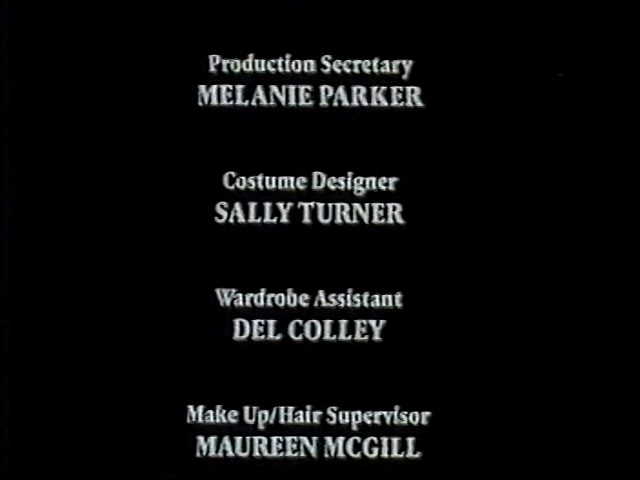 Production Secretary
MELANIE PARKER
Costume Designer
SALLY TURNER
Wardrobe Assistant
DEL COLLEY
Make Up/Hair Supervisor
MAUREEN MCGILL